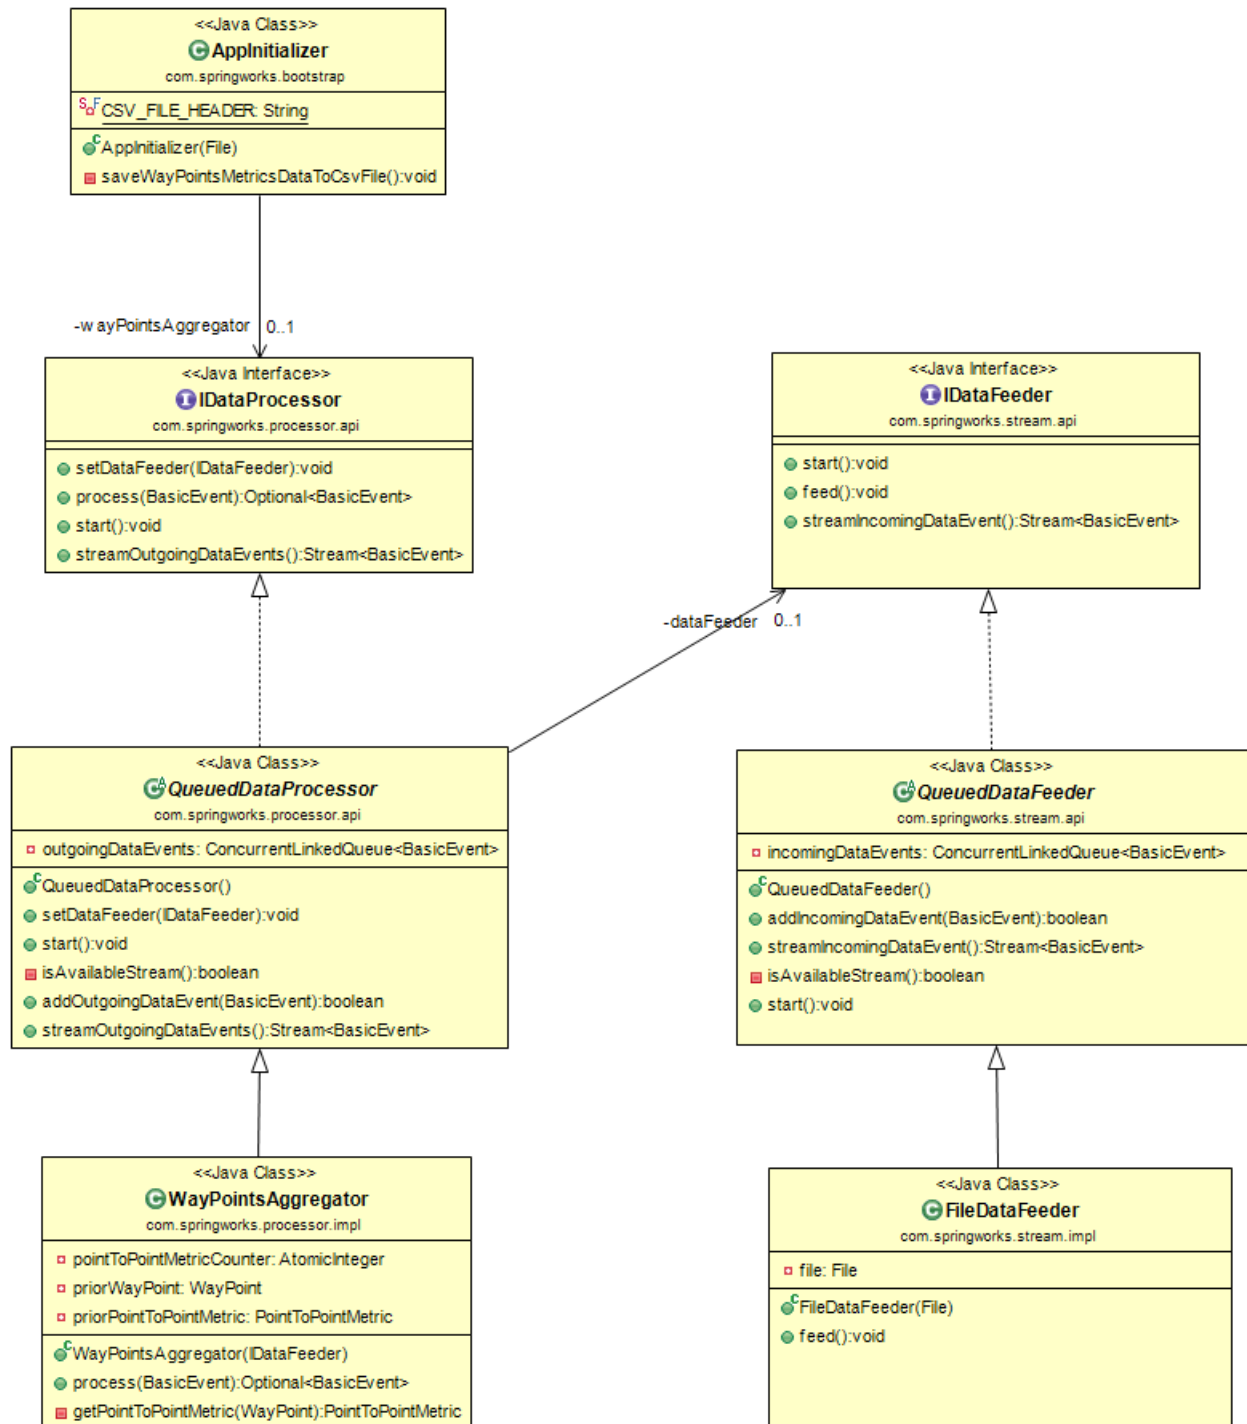 <<Java Class>>
C AppInitializer
com.springworks.bootstrap
S F CSV_FILE_HEADER: String
C AppInitializer(File)
saveWayPointsMetricsDataToCsvFile():void
-wayPointsAggregator 0..1
<<Java Interface>>
I IDataProcessor
com.springworks.processor.api
setDataFeeder(IDataFeeder):void
process(BasicEvent):Optional<BasicEvent>
start():void
streamOutgoingDataEvents():Stream<BasicEvent>
<<Java Interface>>
I IDataFeeder
com.springworks.stream.api
start():void
feed():void
streamIncomingDataEvent():Stream<BasicEvent>
-dataFeeder 0..1
<<Java Class>>
C A QueuedDataProcessor
com.springworks.processor.api
outgoingDataEvents: ConcurrentLinkedQueue<BasicEvent>
C QueuedDataProcessor()
setDataFeeder(IDataFeeder):void
start():void
isAvailableStream():boolean
addOutgoingDataEvent(BasicEvent):boolean
streamOutgoingDataEvents():Stream<BasicEvent>
<<Java Class>>
C A QueuedDataFeeder
com.springworks.stream.api
incomingDataEvents: ConcurrentLinkedQueue<BasicEvent>
C QueuedDataFeeder()
addIncomingDataEvent(BasicEvent):boolean
streamIncomingDataEvent():Stream<BasicEvent>
isAvailableStream():boolean
start():void
<<Java Class>>
C WayPointsAggregator
com.springworks.processor.impl
pointToPointMetricCounter: AtomicInteger
priorWayPoint: WayPoint
priorPointToPointMetric: PointToPointMetric
C WayPointsAggregator(IDataFeeder)
process(BasicEvent):Optional<BasicEvent>
getPointToPointMetric(WayPoint):PointToPointMetric
<<Java Class>>
C FileDataFeeder
com.springworks.stream.impl
file: File
C FileDataFeeder(File)
feed():void